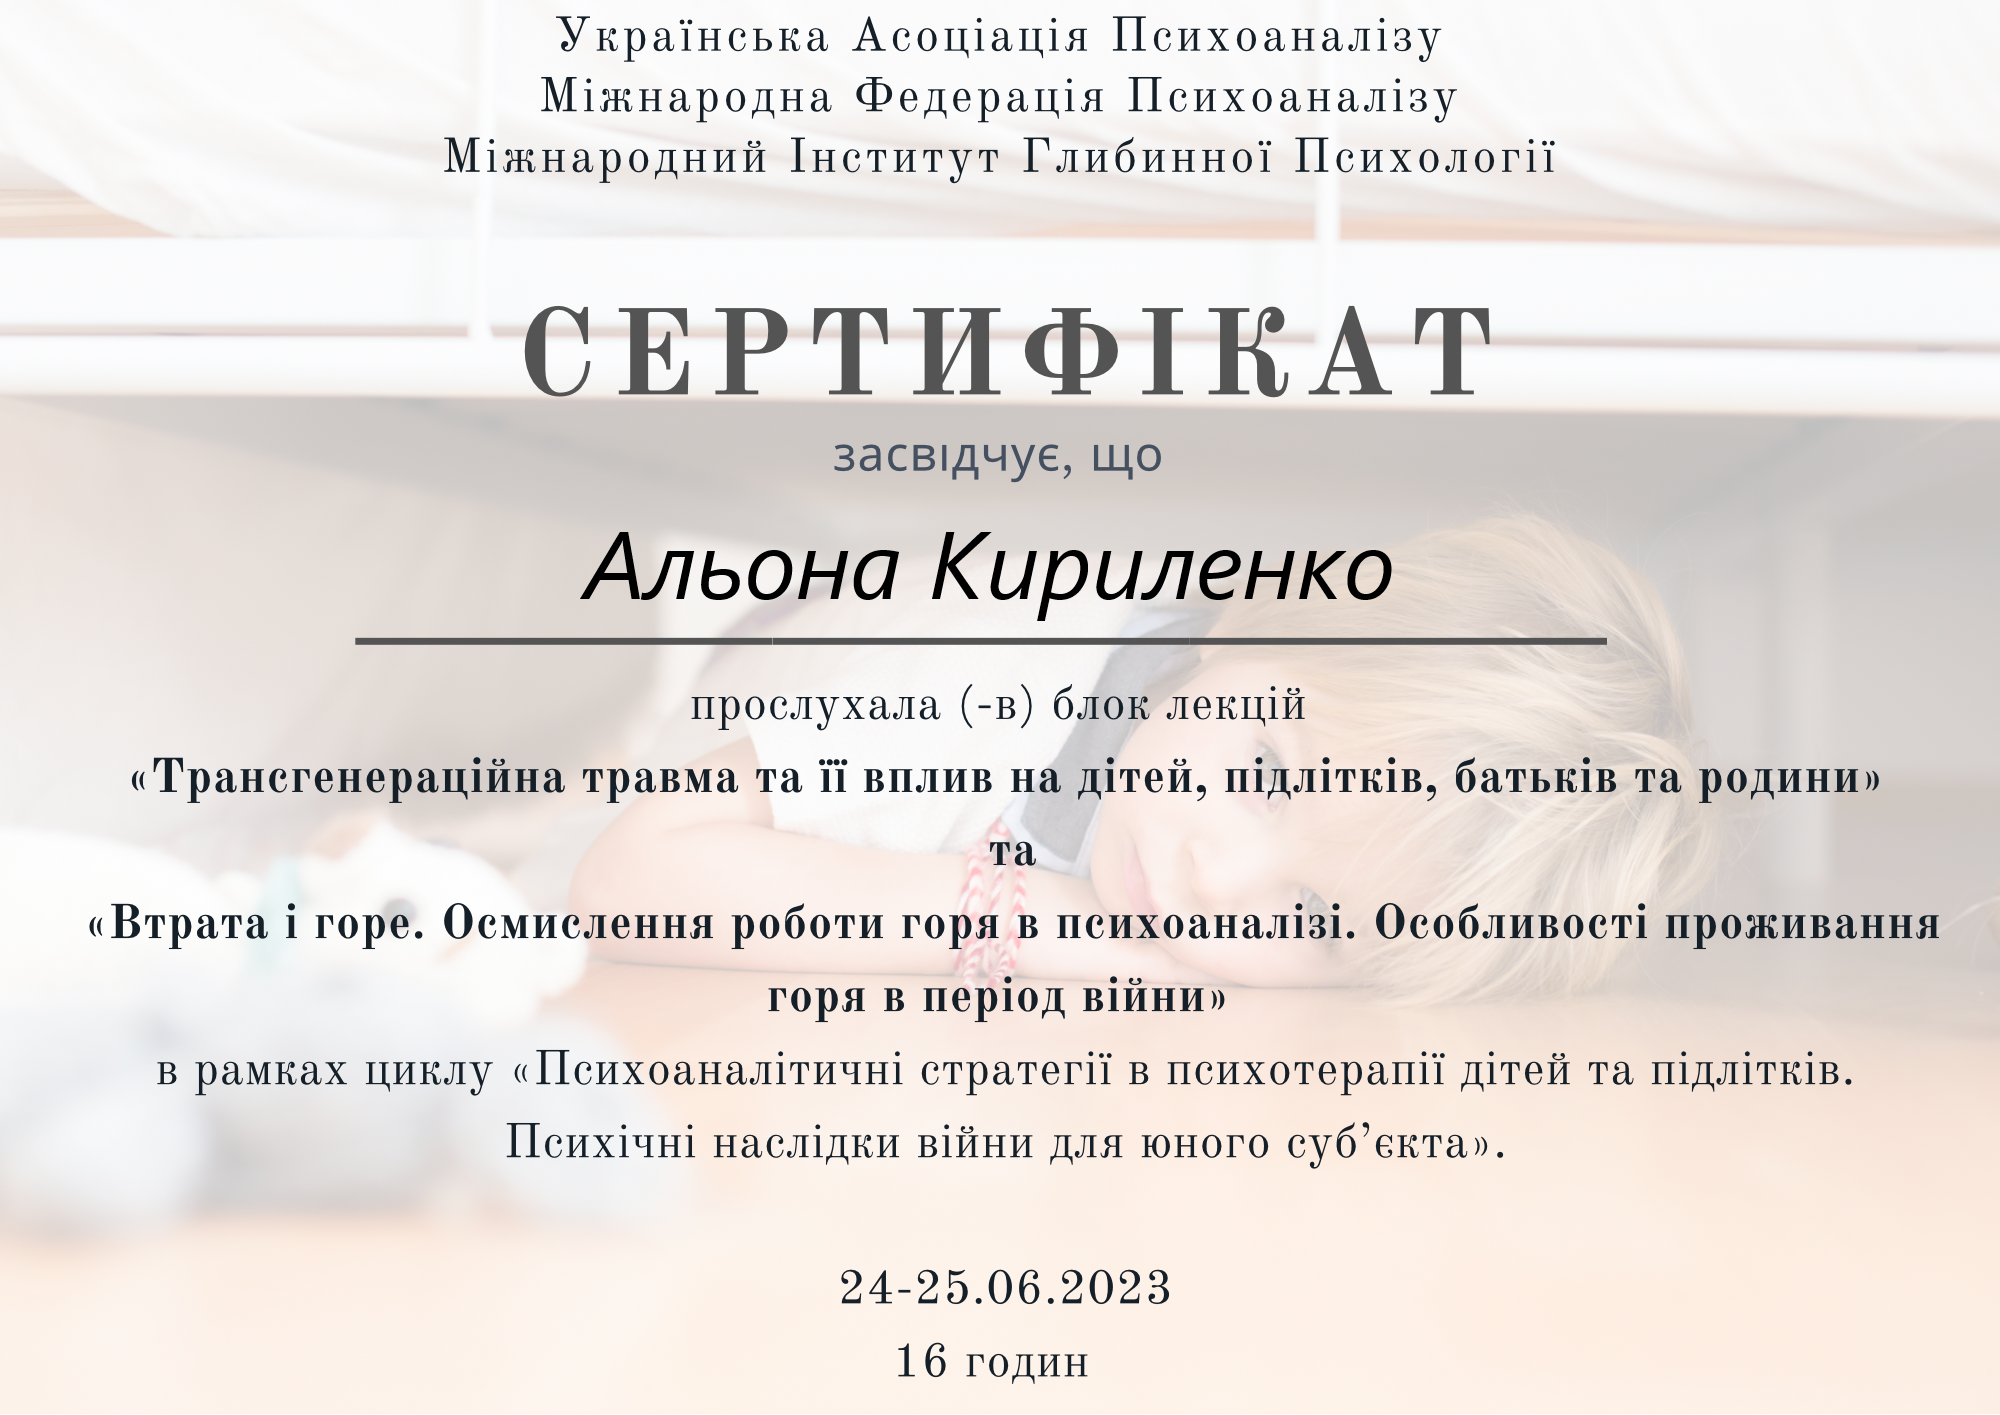 Українська Асоціація Психоаналізу
Міжнародна Федерація Психоаналізу
Міжнародний Інститут Глибинної Психології
СЕРТИФІКАТ
засвідчує, що
Альона Кириленко
прослухала (-в) блок лекцій
«Трансгенераційна травма та її вплив на дітей, підлітків, батьків та родини»
та
«Втрата і горе. Осмислення роботи горя в психоаналізі. Особливості проживання
горя в період війни»
в рамках циклу «Психоаналітичні стратегії в психотерапії дітей та підлітків.
Психічні наслідки війни для юного суб’єкта».
24-25.06.2023
16 годин